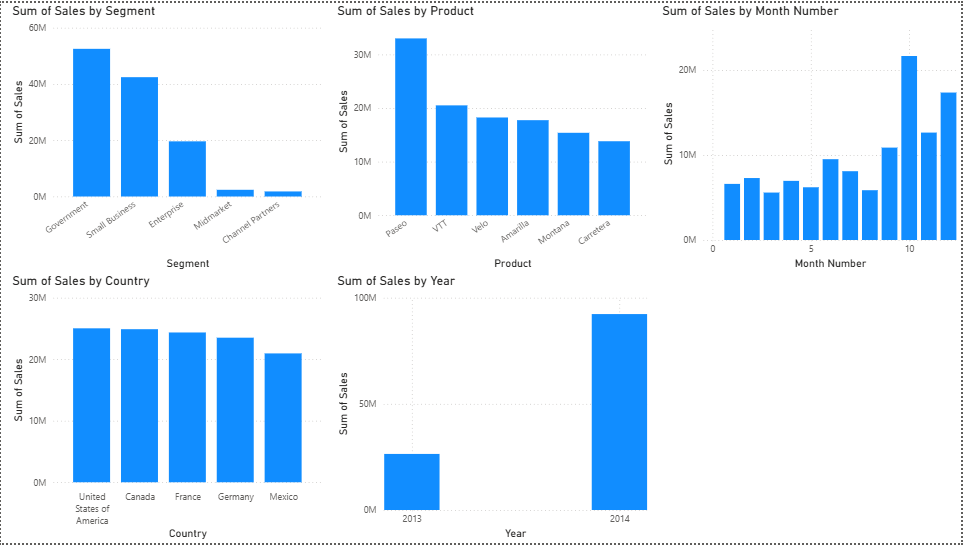 Sum of Sales by Segment
60M
40M
20M
0M
Sum of Sales
Government
Small Business
Enterprise
Midmarket
Channel Partners
Segment
Sum of Sales by Product
30M
20M
10M
0M
Sum of Sales
Paseo
VTT
Velo
Amarilla
Montana
Carretera
Product
Sum of Sales by Month Number
20M
10M
0M
Sum of Sales
0 5 10
Month Number
Sum of Sales by Country
30M
20M
10M
0M
Sum of Sales
United
States of
America
Canada
France
Germany
Mexico
Country
Sum of Sales by Year
100M
50M
0M
Sum of Sales
2013 2014
Year